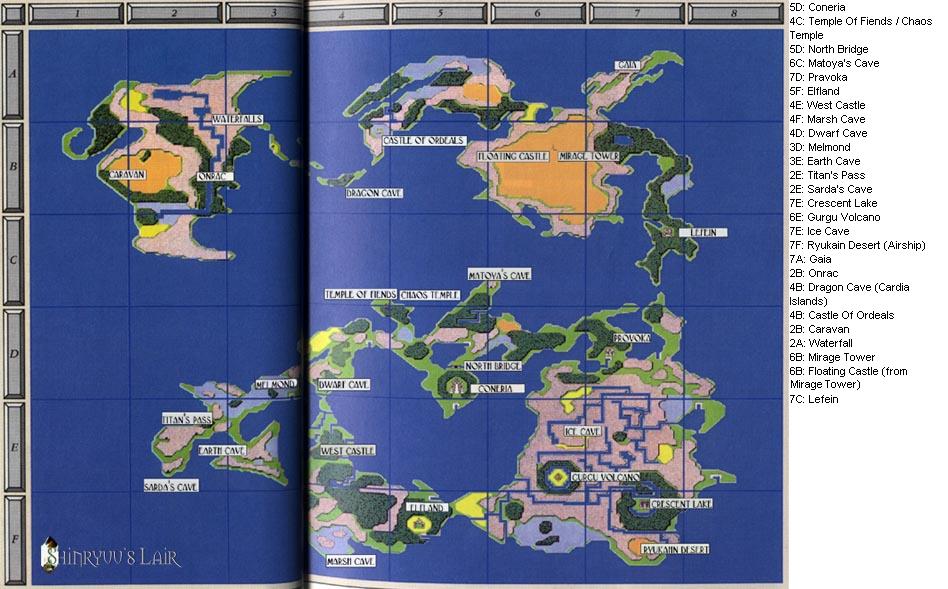 1 2 3 4 5 6 7 8
A
B
C
D
E
F
GAIA
WATERFALLS
CASTLE OF ORDEALS
FLOATING CASTLE
MIRAGE TOWER
CARAVAN
ONRAC
DRAGON CAVE
LEFEIN
MATOYA'S CAVE
TEMPLE OF FIENDS
CHAOS TEMPLE
PROVOKA
NORTH BRIDGE
MELMOND
DWARF CAVE
CONERIA
TITAN'S PASS
ICE CAVE
EARTH CAVE
WEST CASTLE
GURGU VOLCANO
SARDA'S CAVE
CRESCENT LAKE
ELFLAND
RYUKAHN DESERT
MARSH CAVE
SHINRYUU'S LAIR
5D: Coneria
4C: Temple Of Fiends / Chaos
Temple
5D: North Bridge
6C: Matoya's Cave
7D: Pravoka
5F: Elfland
4E: West Castle
4F: Marsh Cave
4D: Dwarf Cave
3D: Melmond
3E: Earth Cave
2E: Titan's Pass
2E: Sarda's Cave
7E: Crescent Lake
6E: Gurgu Volcano
7E: Ice Cave
7F: Ryukain Desert (Airship)
7A: Gaia
2B: Onrac
4B: Dragon Cave (Cardia
Islands)
4B: Castle Of Ordeals
2B: Caravan
2A: Waterfall
6B: Mirage Tower
6B: Floating Castle (from
Mirage Tower)
7C: Lefein